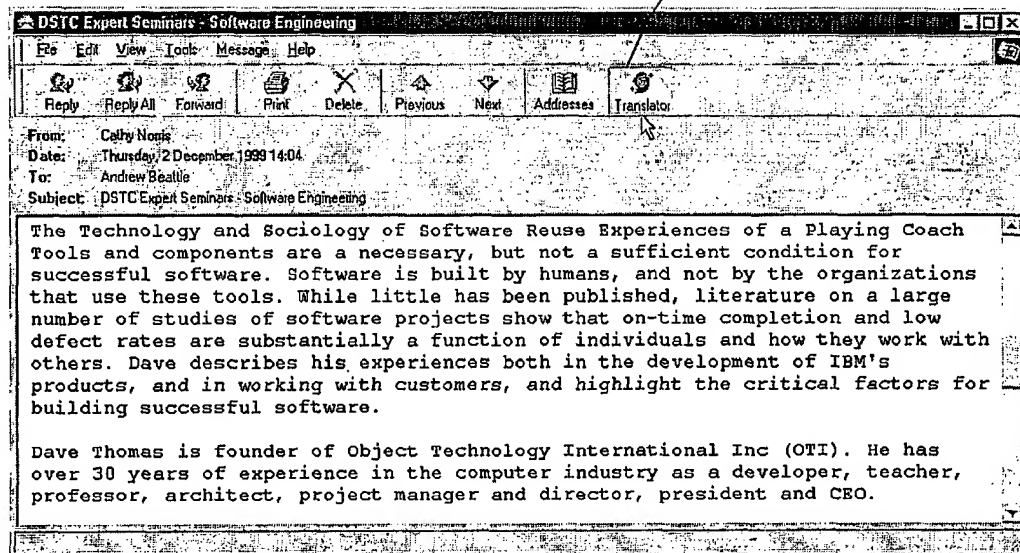 DSTC Expert Seminars - Software Engineering
File Edit View Tools Message Help
Reply Reply All Forward Print Delete Previous Next Addresses Translator
From: Cathy Norris
Date: Thursday, 2 December 1999 14:04
To: Andrew Beattie
Subject: DSTC Expert Seminars - Software Engineering
The Technology and Sociology of Software Reuse Experiences of a Playing Coach
Tools and components are a necessary, but not a sufficient condition for
successful software. Software is built by humans, and not by the organizations
that use these tools. While little has been published, literature on a large
number of studies of software projects show that on-time completion and low
defect rates are substantially a function of individuals and how they work with
others. Dave describes his experiences both in the development of IBM's
products, and in working with customers, and highlight the critical factors for
building successful software.
Dave Thomas is founder of Object Technology International Inc (OTI). He has
over 30 years of experience in the computer industry as a developer, teacher,
professor, architect, project manager and director, president and CEO.